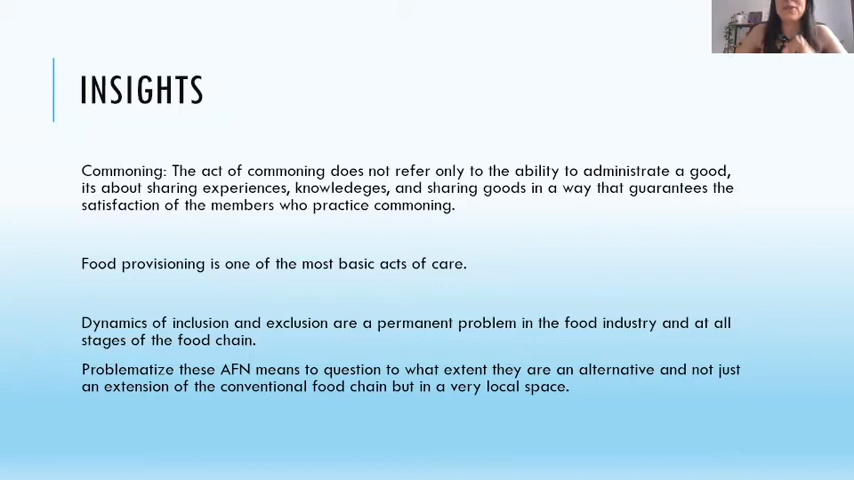 INSIGHTS
Commoning: The act of commoning does not refer only to the ability to administrate a good,
its about sharing experiences, knowledeges, and sharing goods in a way that guarantees the
satisfaction of the members who practice commoning.
Food provisioning is one of the most basic acts of care.
Dynamics of inclusion and exclusion are a permanent problem in the food industry and at all
stages of the food chain.
Problematize these AFN means to question to what extent they are an alternative and not just
an extension of the conventional food chain but in a very local space.